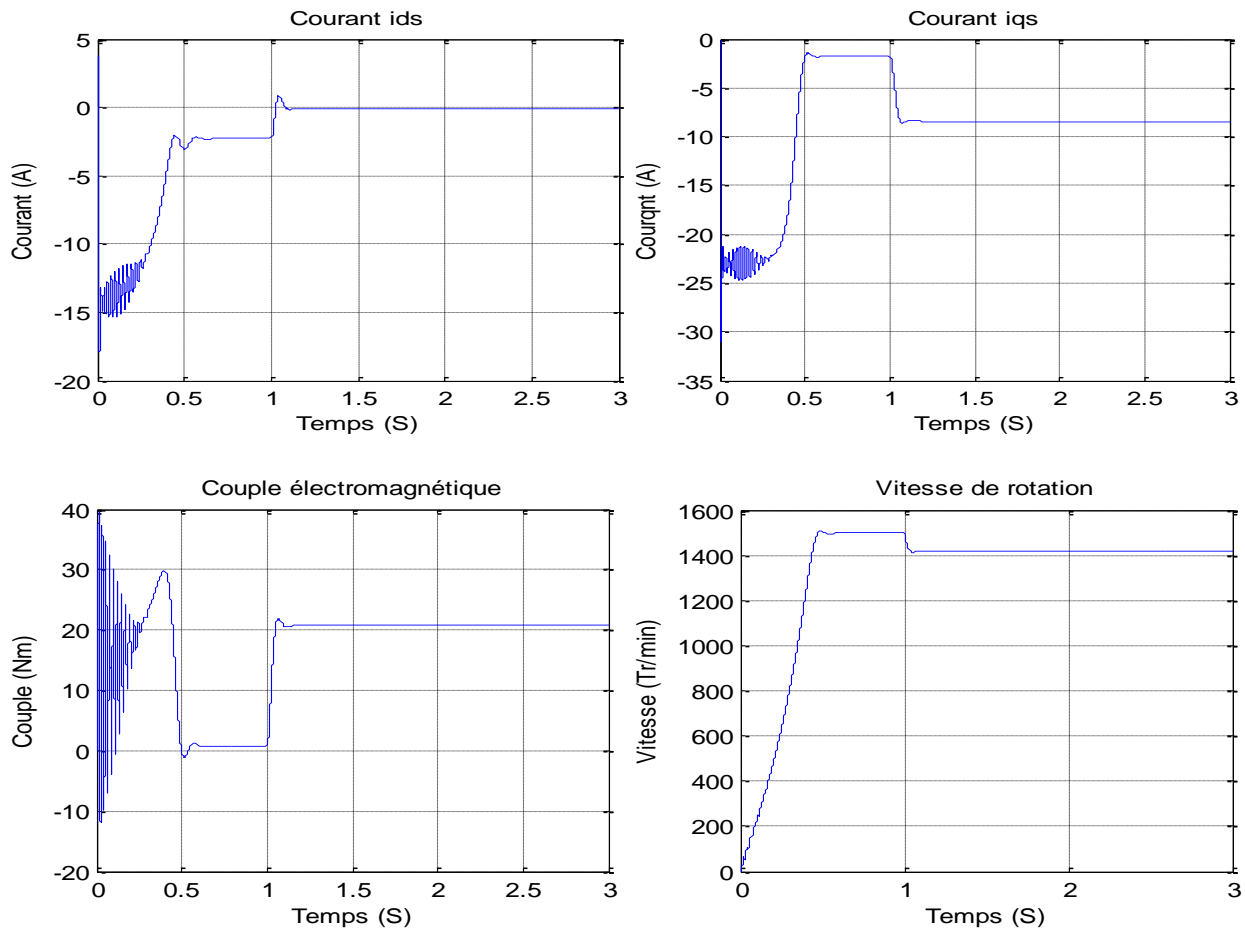 Courant ids
5
0
-5
-10
-15
-20
Courant (A)
0 0.5 1 1.5 2 2.5 3
Temps (S)
Courant iqs
0
-5
-10
-15
-20
-25
-30
-35
Courqnt (A)
0 0.5 1 1.5 2 2.5 3
Temps (S)
Couple électromagnétique
40
30
20
10
0
-10
-20
Couple (Nm)
0 0.5 1 1.5 2 2.5 3
Temps (S)
Vitesse de rotation
1600
1400
1200
1000
800
600
400
200
0
Vitesse (Tr/min)
0 1 2 3
Temps (S)